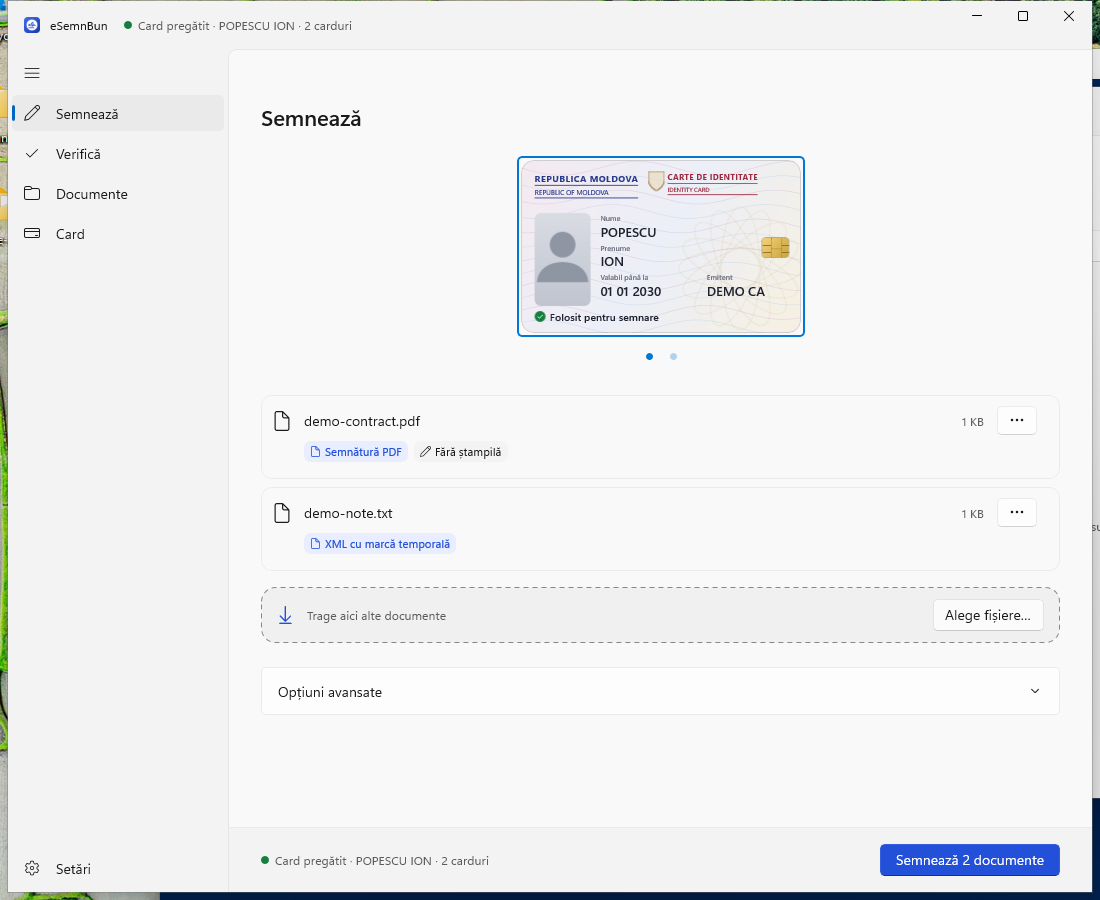 eSemnBun
Card pregătit · POPESCU ION · 2 carduri
Semnează
Verifică
Documente
Card
Setări
Semnează
REPUBLICA MOLDOVA
REPUBLIC OF MOLDOVA
CARTE DE IDENTITATE
IDENTITY CARD
Nume
POPESCU
Prenume
ION
Valabil până la
01 01 2030
Emitent
DEMO CA
Folosit pentru semnare
demo-contract.pdf
1 KB
Semnătură PDF
Fără ștampilă
demo-note.txt
1 KB
XML cu marcă temporală
Trage aici alte documente
Alege fișiere...
Opțiuni avansate
Card pregătit · POPESCU ION · 2 carduri
Semnează 2 documente